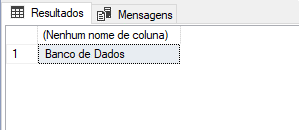 Resultados Mensagens
(Nenhum nome de coluna)
1 Banco de Dados